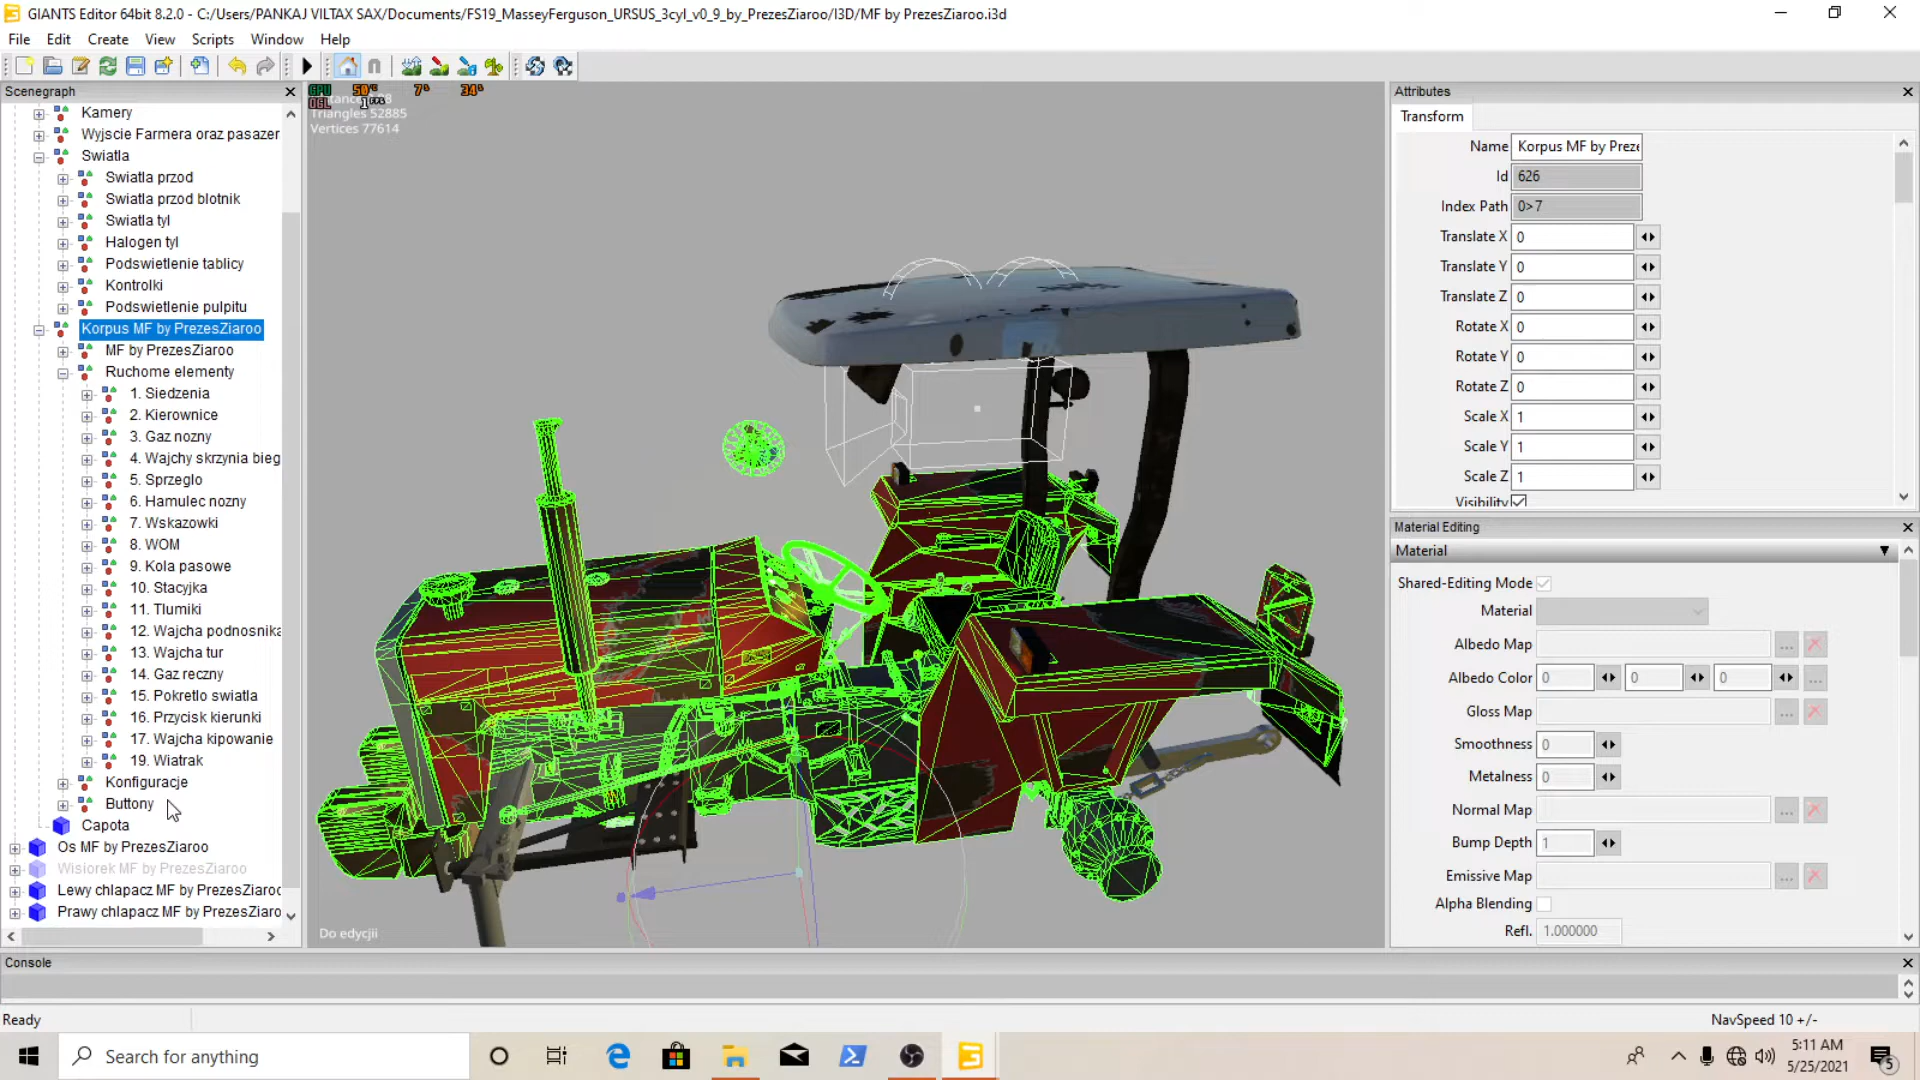 GIANTS Editor 64bit 8.2.0 - C:/Users/PANKAJ VILTAX SAX/Documents/FS19_MasseyFerguson_URSUS_3cyl_v0_9_by_PrezesZiaroo/I3D/MF by PrezesZiaroo.i3d
File Edit Create View Scripts Window Help
Scenegraph
Kamery
Wyjscie Farmera oraz pasazer
Swiatla
Swiatla przod
Swiatla przod blotnik
Swiatla tyl
Halogen tyl
Podswietlenie tablicy
Kontrolki
Podswietlenie pulpitu
Korpus MF by PrezesZiaroo
MF by PrezesZiaroo
Ruchome elementy
1. Siedzenia
2. Kierownice
3. Gaz nozny
4. Wajchy skrzynia bieg
5. Sprzeglo
6. Hamulec nozny
7. Wskazowki
8. WOM
9. Kola pasowe
10. Stacyjka
11. Tlumiki
12. Wajcha podnosnika
13. Wajcha tur
14. Gaz reczny
15. Pokretlo swiatla
16. Przycisk kierunki
17. Wajcha kipowanie
19. Wiatrak
Konfiguracje
Buttony
Capota
Os MF by PrezesZiaroo
Wisiorek MF by PrezesZiaroo
Lewy chlapacz MF by PrezesZiaroo
Prawy chlapacz MF by PrezesZiaro
GPU 50°C 7% 34%
OGL 1 FPS
Triangles 52885
Vertices 77614
Do edycjii
Attributes
Transform
Name Korpus MF by Preze
Id 626
Index Path 0>7
Translate X 0
Translate Y 0
Translate Z 0
Rotate X 0
Rotate Y 0
Rotate Z 0
Scale X 1
Scale Y 1
Scale Z 1
Visibility
Material Editing
Material
Shared-Editing Mode
Material
Albedo Map ...
Albedo Color 0 0 0 ...
Gloss Map ...
Smoothness 0
Metalness 0
Normal Map ...
Bump Depth 1
Emissive Map ...
Alpha Blending
Refl. 1.000000
Console
Ready
NavSpeed 10 +/-
Search for anything
5:11 AM
5/25/2021
5